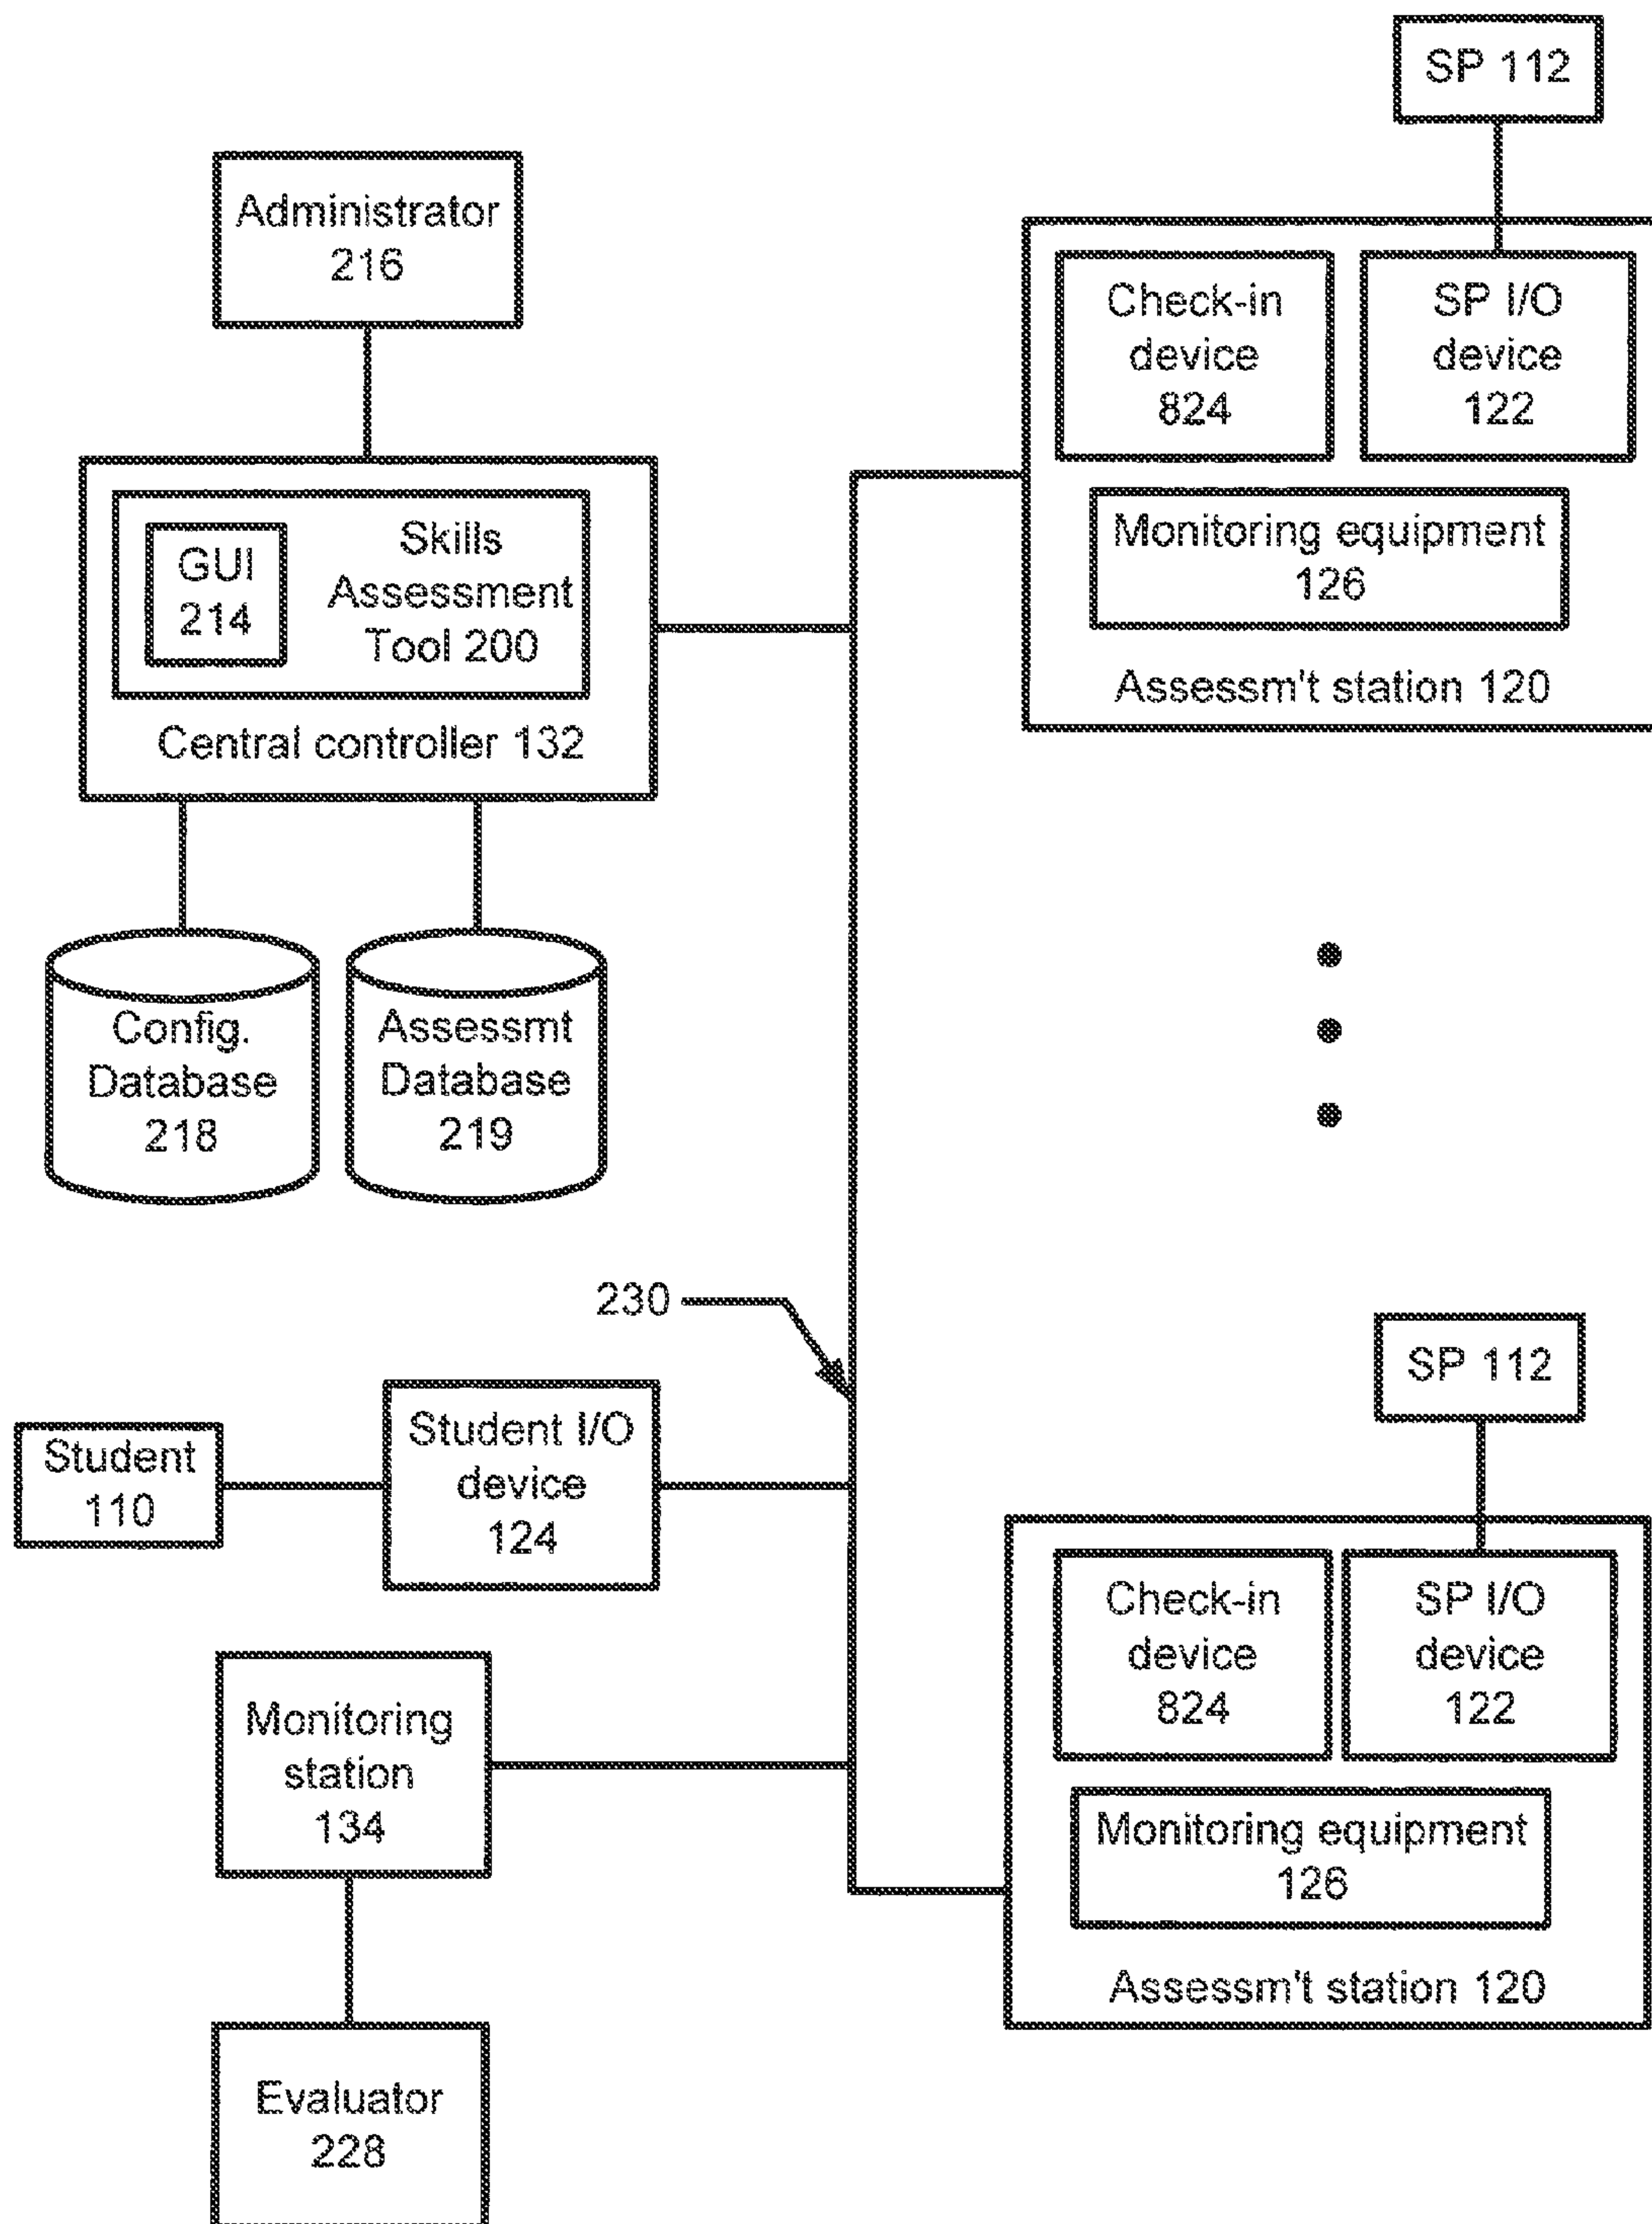 SP 112
Administrator
216
Check-in
device
824
SP I/O
device
122
Monitoring equipment
126
Assessm't station 120
GUI
214
Skills
Assessment
Tool 200
Central controller 132
Config.
Database
218
Assessmt
Database
219
230
SP 112
Student
110
Student I/O
device
124
Check-in
device
824
SP I/O
device
122
Monitoring equipment
126
Assessm't station 120
Monitoring
station
134
Evaluator
228